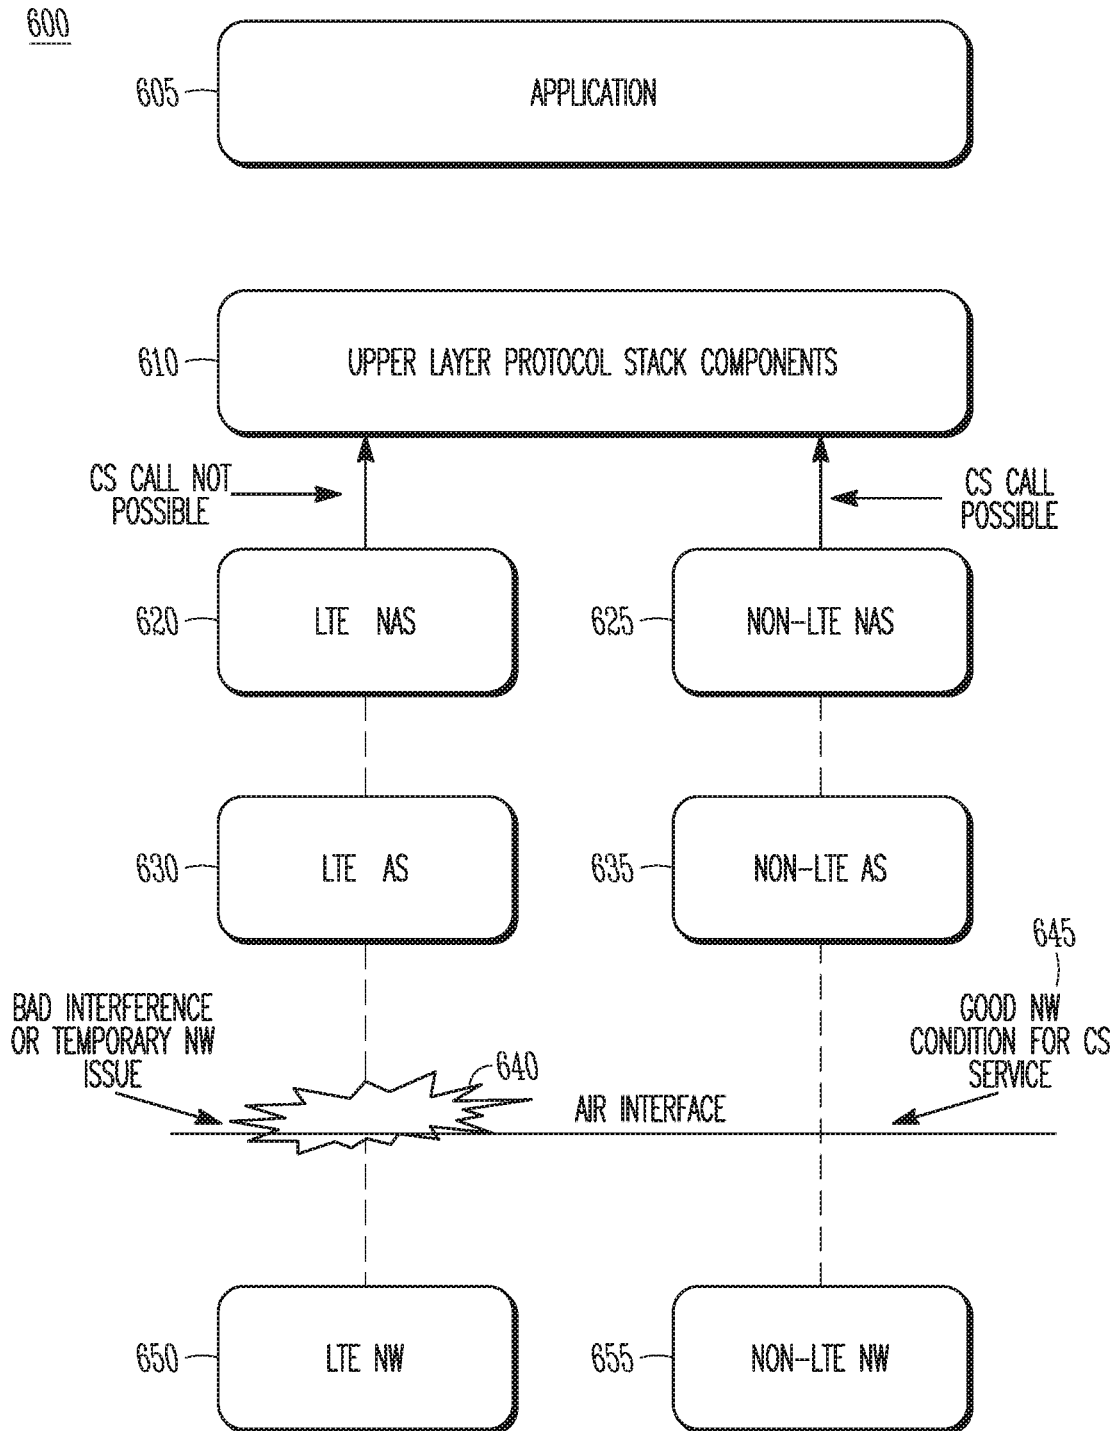 600
605
APPLICATION
610
UPPER LAYER PROTOCOL STACK COMPONENTS
CS CALL NOT
POSSIBLE
CS CALL
POSSIBLE
620
LTE NAS
625
NON-LTE NAS
630
LTE AS
635
NON-LTE AS
645
BAD INTERFERENCE
OR TEMPORARY NW
ISSUE
GOOD NW
CONDITION FOR CS
SERVICE
640
AIR INTERFACE
650
LTE NW
655
NON-LTE NW